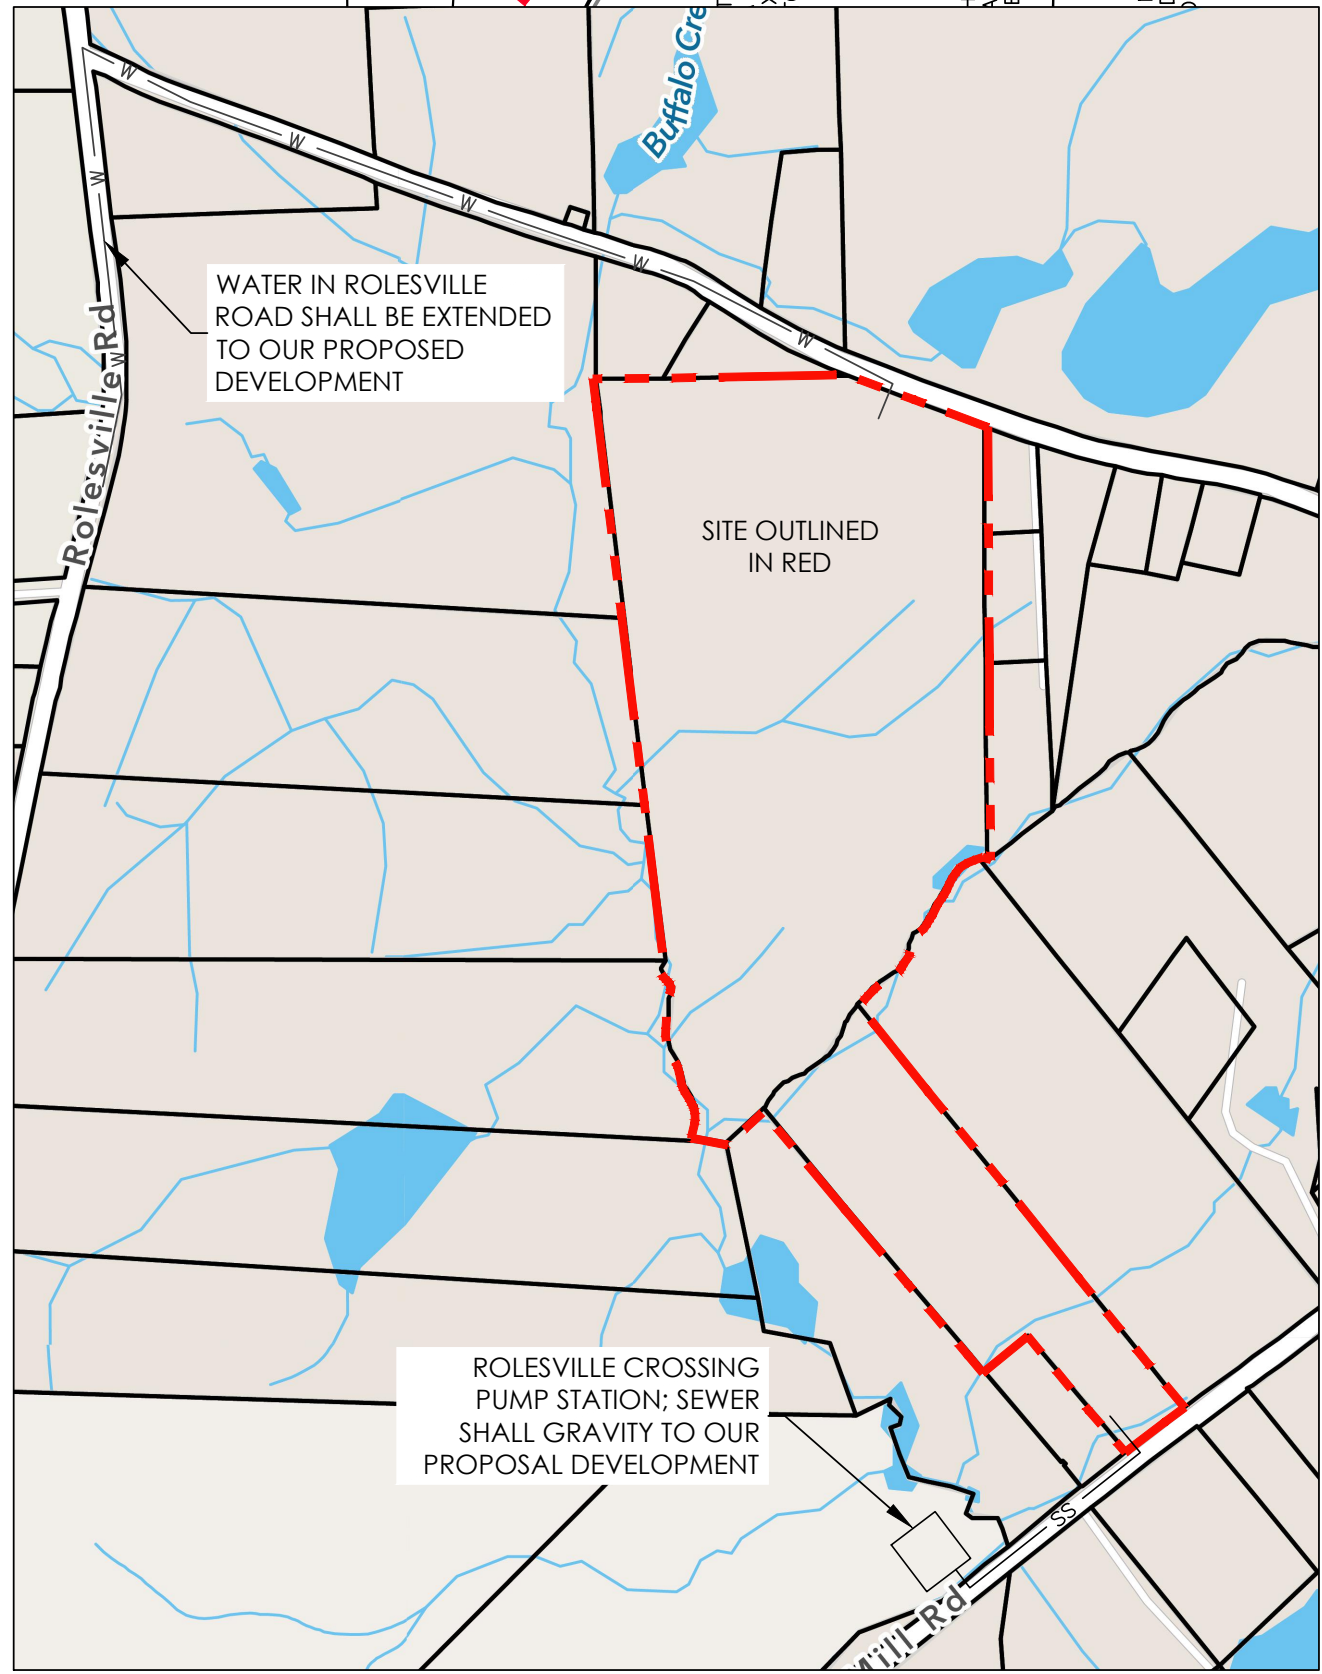 Buffalo Cre
W
W
W
W
W
W
W
W
WATER IN ROLESVILLE
ROAD SHALL BE EXTENDED
TO OUR PROPOSED
DEVELOPMENT
Rolesville Rd
SITE OUTLINED
IN RED
ROLESVILLE CROSSING
PUMP STATION; SEWER
SHALL GRAVITY TO OUR
PROPOSAL DEVELOPMENT
SS
Mill Rd